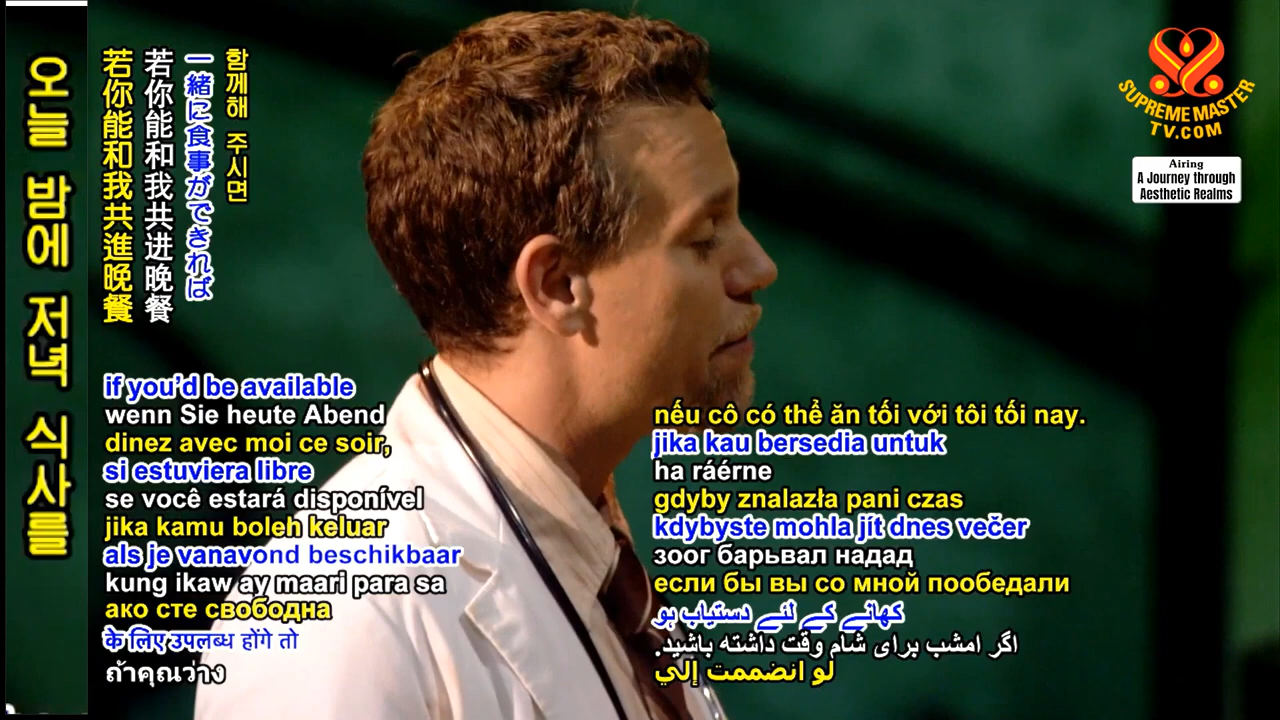 오늘 밤에 저녁 식사를
若你能和我共進晚餐
若你能和我共进晚餐
一緒に食事ができれば
함께해 주시면
SUPREME MASTER
TV.COM
Airing
A Journey through
Aesthetic Realms
if you’d be available
wenn Sie heute Abend
dinez avec moi ce soir,
si estuviera libre
se você estará disponível
jika kamu boleh keluar
als je vanavond beschikbaar
kung ikaw ay maari para sa
ако сте свободна
के लिए उपलब्ध होंगे तो
ถ้าคุณว่าง
nếu cô có thể ăn tối với tôi tối nay.
jika kau bersedia untuk
ha ráérne
gdyby znalazła pani czas
kdybyste mohla jít dnes večer
зоог барьвал надад
если бы вы со мной пообедали
کھانے کے لئے دستیاب ہو
اگر امشب برای شام وقت داشته باشید.
لو انضممت إلي